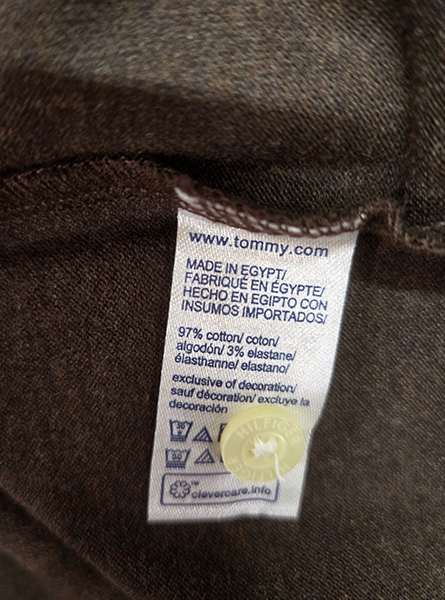 www.tommy.com
MADE IN EGYPT/
FABRIQUÉ EN ÉGYPTE/
HECHO EN EGIPTO CON
INSUMOS IMPORTADOS/
97% cotton/ coton/
algodón/ 3% elastane/
élasthanne/ elastano/
exclusive of decoration/
sauf décoration/ excluye la
decoración
HILFIGER
™
clevercare.info